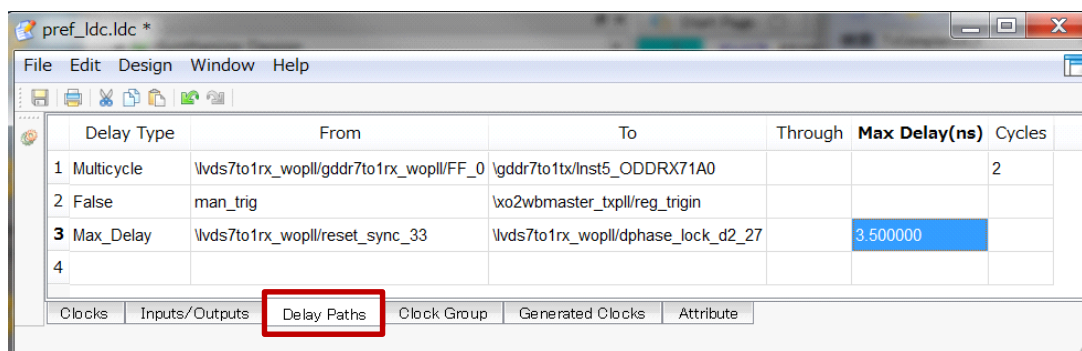 pref_ldc.ldc *
File Edit Design Window Help
Delay Type From To Through Max Delay(ns) Cycles
1 Multicycle \lvds7to1rx_wopll/gddr7to1rx_wopll/FF_0 \gddr7to1tx/Inst5_ODDRX71A0 2
2 False man_trig \xo2wbmaster_txpll/reg_trigin
3 Max_Delay \lvds7to1rx_wopll/reset_sync_33 \lvds7to1rx_wopll/dphase_lock_d2_27 3.500000
4
Clocks Inputs/Outputs Delay Paths Clock Group Generated Clocks Attribute